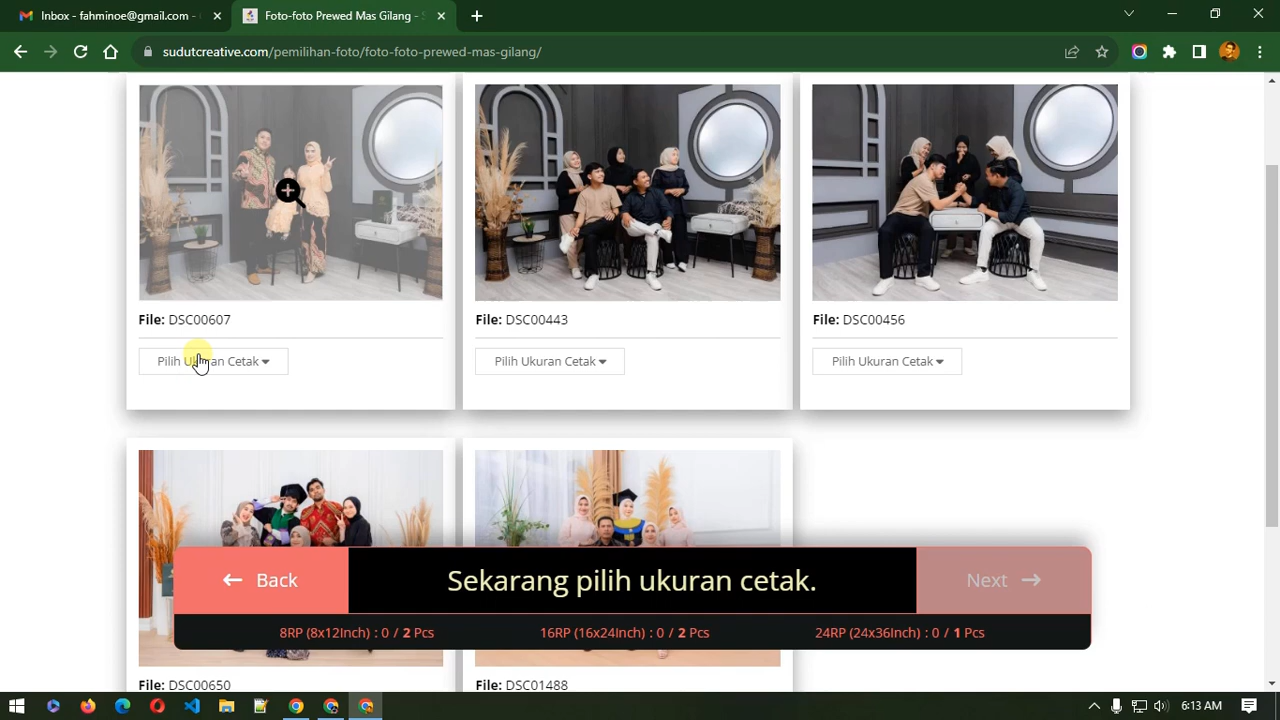 Inbox - fahminoe@gmail.com -
Foto-foto Prewed Mas Gilang - S
sudutcreative.com/pemilihan-foto/foto-foto-prewed-mas-gilang/
File: DSC00607
File: DSC00443
File: DSC00456
Pilih Ukuran Cetak
Pilih Ukuran Cetak
Pilih Ukuran Cetak
Back
Sekarang pilih ukuran cetak.
Next
8RP (8x12Inch) : 0 / 2 Pcs
16RP (16x24Inch) : 0 / 2 Pcs
24RP (24x36Inch) : 0 / 1 Pcs
File: DSC00650
File: DSC01488
6:13 AM